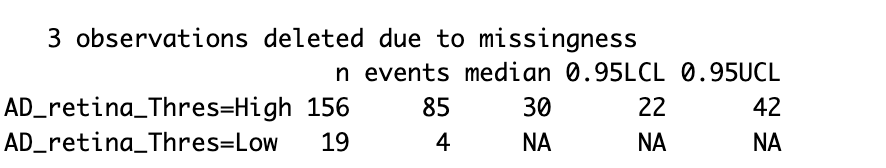 3 observations deleted due to missingness
n events median 0.95LCL 0.95UCL
AD_retina_Thres=High 156 85 30 22 42
AD_retina_Thres=Low 19 4 NA NA NA